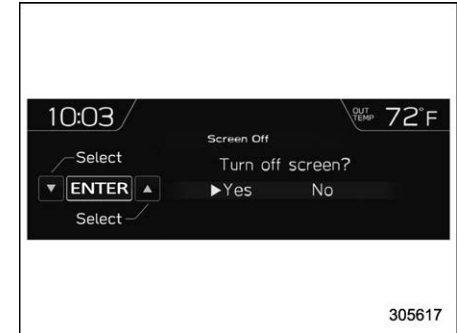 10:03
OUT TEMP 72°F
Screen Off
Select
Turn off screen?
▼ ENTER ▲
▶Yes No
Select
305617